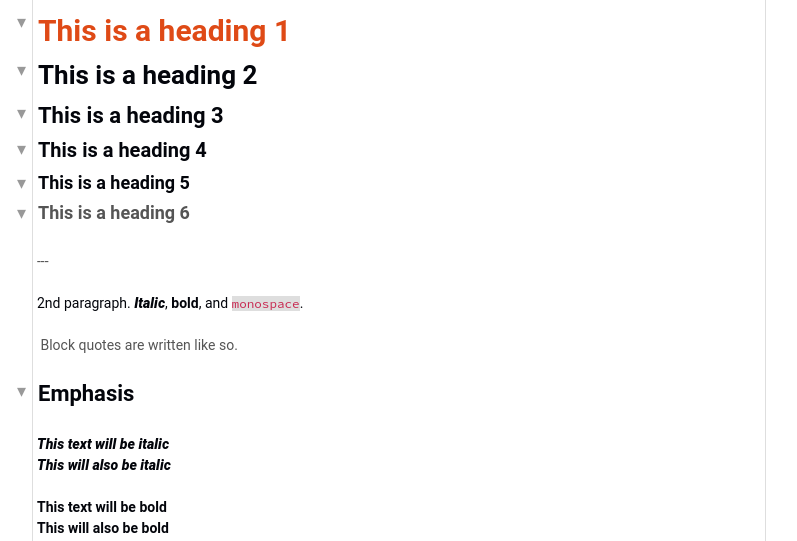 This is a heading 1
This is a heading 2
This is a heading 3
This is a heading 4
This is a heading 5
This is a heading 6
---
2nd paragraph. Italic, bold, and monospace.
Block quotes are written like so.
Emphasis
This text will be italic
This will also be italic
This text will be bold
This will also be bold